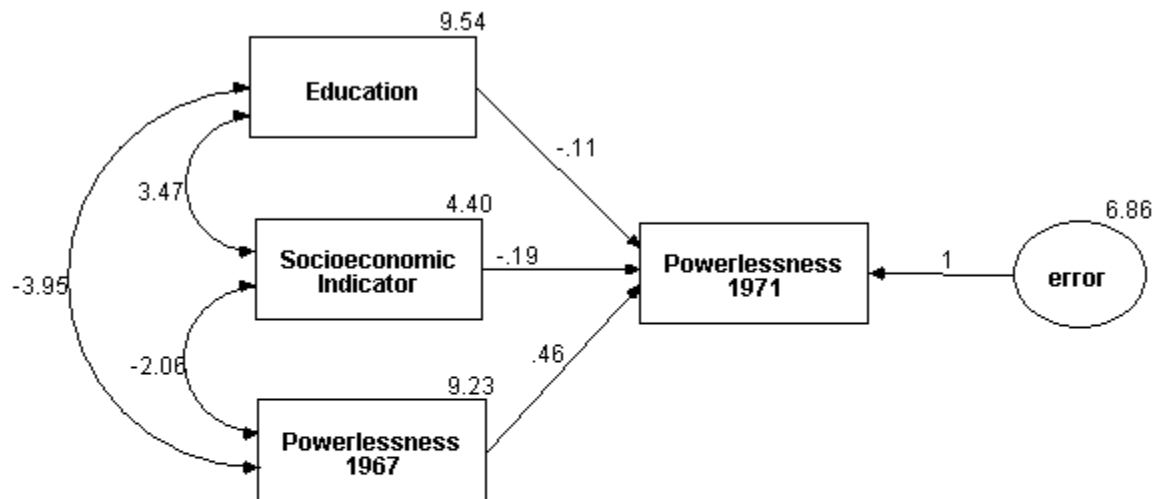 9.54
Education
-.11
3.47
4.40
Socioeconomic
Indicator
-.19
6.86
Powerlessness
1971
1
error
-3.95
-2.06
.46
9.23
Powerlessness
1967